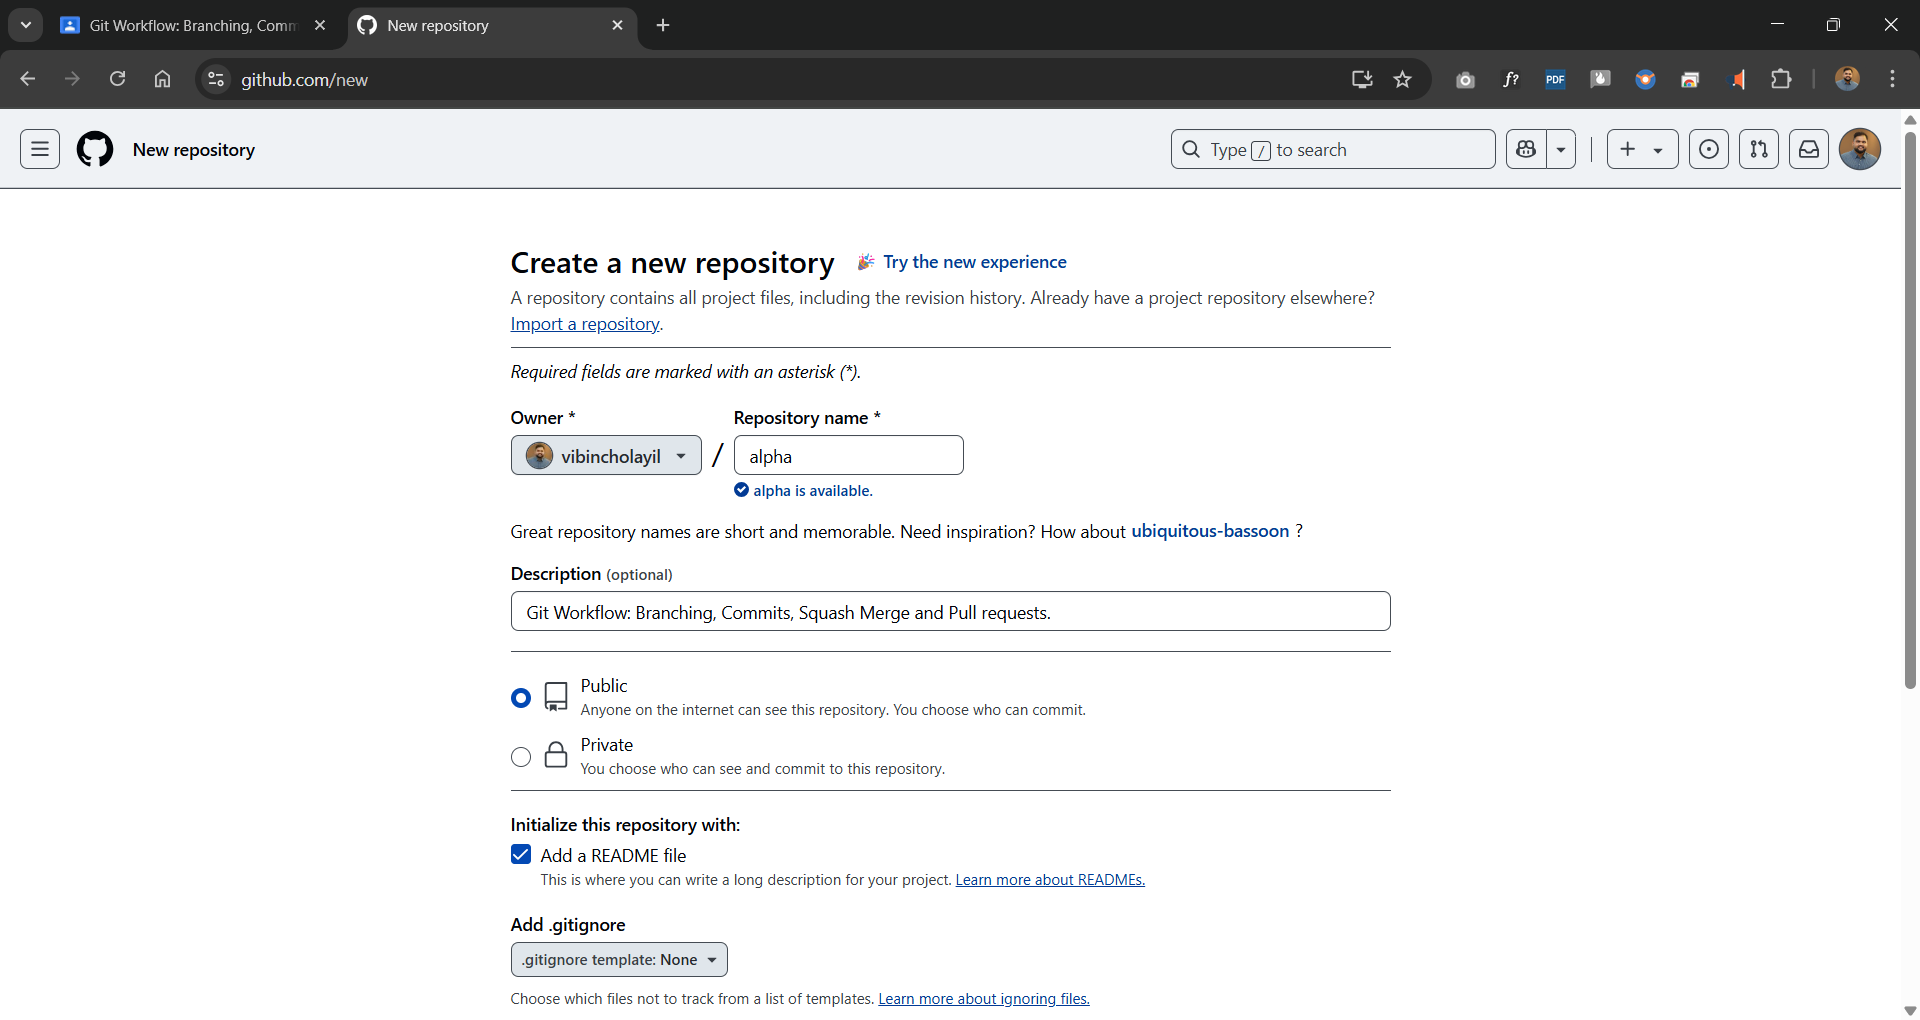 Git Workflow: Branching, Comm
New repository
github.com/new
f?
PDF
New repository
Type / to search
Create a new repository
Try the new experience
A repository contains all project files, including the revision history. Already have a project repository elsewhere?
Import a repository.
Required fields are marked with an asterisk (*).
Owner *
Repository name *
vibincholayil
/
alpha
alpha is available.
Great repository names are short and memorable. Need inspiration? How about ubiquitous-bassoon ?
Description (optional)
Git Workflow: Branching, Commits, Squash Merge and Pull requests.
Public
Anyone on the internet can see this repository. You choose who can commit.
Private
You choose who can see and commit to this repository.
Initialize this repository with:
Add a README file
This is where you can write a long description for your project. Learn more about READMEs.
Add .gitignore
.gitignore template: None
Choose which files not to track from a list of templates. Learn more about ignoring files.